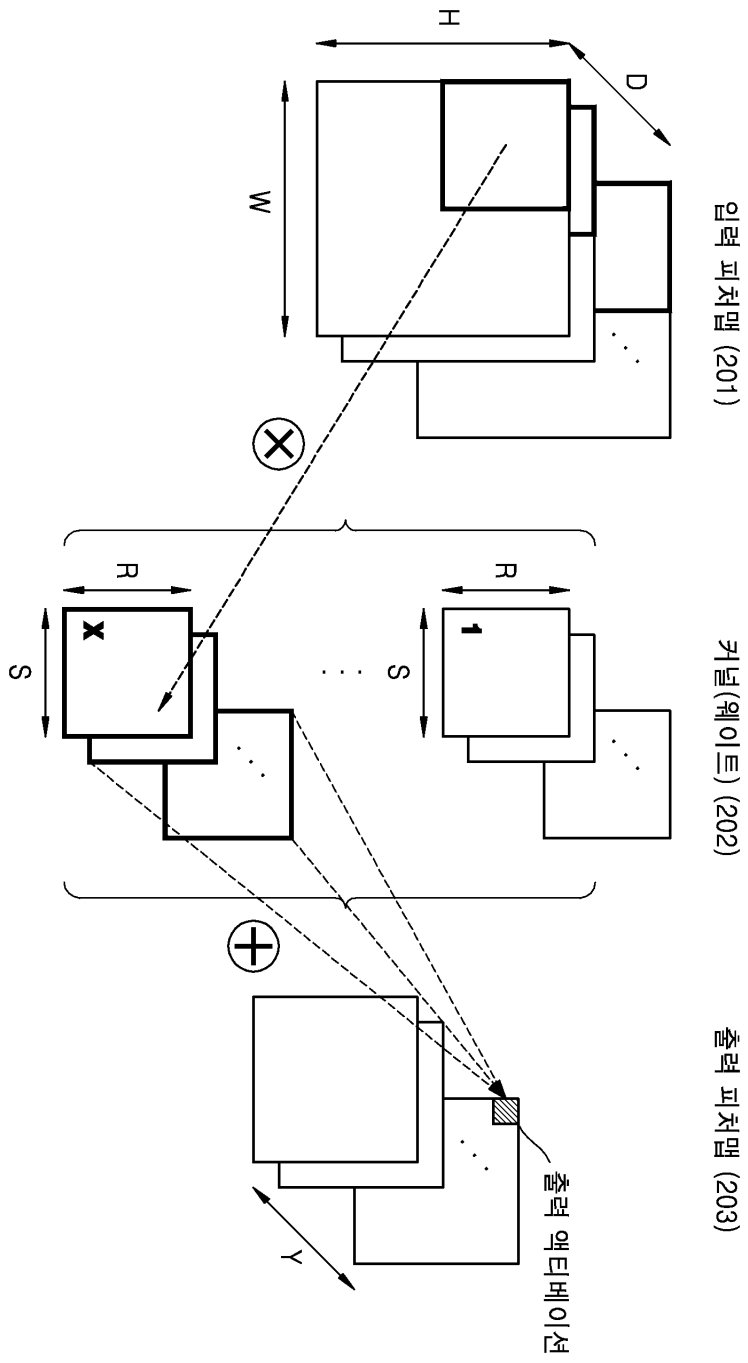 입력 피처맵 (201)
커널(웨이트) (202)
출력 피처맵 (203)
D
H
W
1
R
S
X
R
S
출력 액티베이션
Y